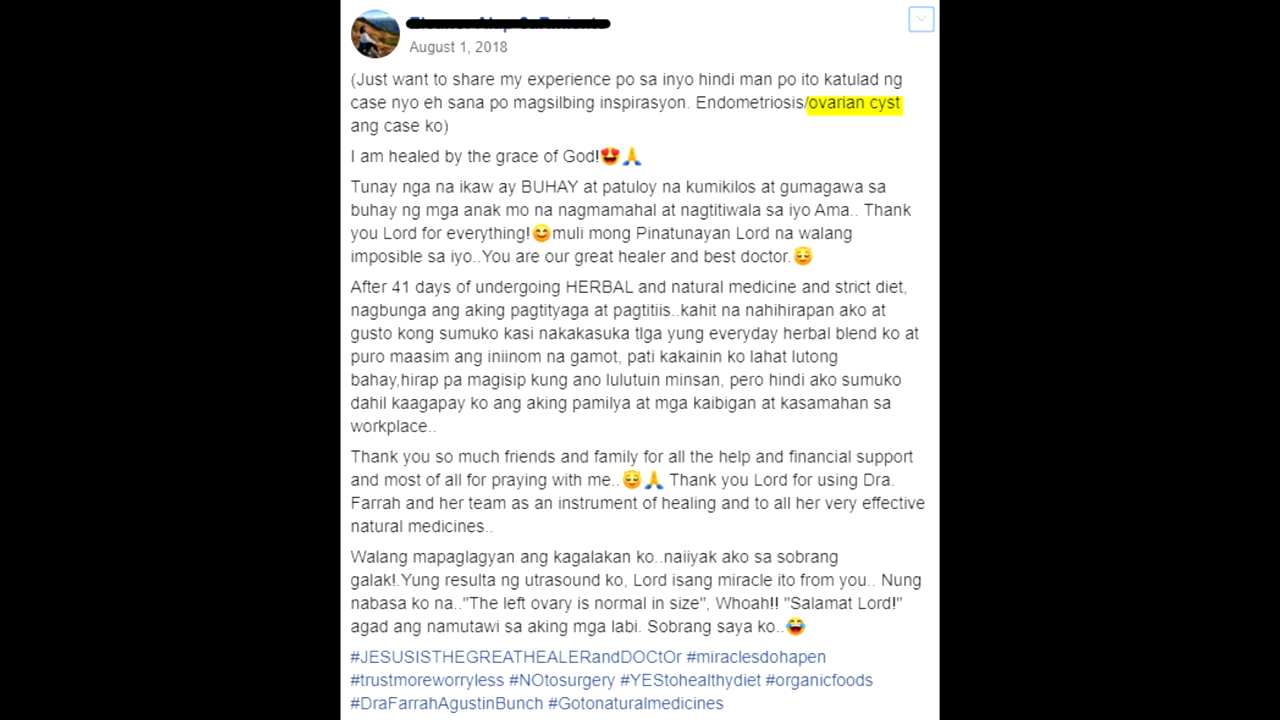 August 1, 2018
(Just want to share my experience po sa inyo hindi man po ito katulad ng
case nyo eh sana po magsilbing inspirasyon. Endometriosis/ovarian cyst
ang case ko)
I am healed by the grace of God!😍🙏
Tunay nga na ikaw ay BUHAY at patuloy na kumikilos at gumagawa sa
buhay ng mga anak mo na nagmamahal at nagtitiwala sa iyo Ama.. Thank
you Lord for everything!😊muli mong Pinatunayan Lord na walang
imposible sa iyo..You are our great healer and best doctor.😌
After 41 days of undergoing HERBAL and natural medicine and strict diet,
nagbunga ang aking pagtityaga at pagtitiis..kahit na nahihirapan ako at
gusto kong sumuko kasi nakakasuka tlga yung everyday herbal blend ko at
puro maasim ang iniinom na gamot, pati kakainin ko lahat lutong
bahay,hirap pa magisip kung ano lulutuin minsan, pero hindi ako sumuko
dahil kaagapay ko ang aking pamilya at mga kaibigan at kasamahan sa
workplace..
Thank you so much friends and family for all the help and financial support
and most of all for praying with me..😌🙏 Thank you Lord for using Dra.
Farrah and her team as an instrument of healing and to all her very effective
natural medicines..
Walang mapaglagyan ang kagalakan ko..naiiyak ako sa sobrang
galak!.Yung resulta ng utrasound ko, Lord isang miracle ito from you.. Nung
nabasa ko na.."The left ovary is normal in size", Whoah!! "Salamat Lord!"
agad ang namutawi sa aking mga labi. Sobrang saya ko..😂
#JESUSISTHEGREATHEALERandDOCtOr #miraclesdohapen
#trustmoreworryless #NOtosurgery #YEStohealthydiet #organicfoods
#DraFarrahAgustinBunch #Gotonaturalmedicines